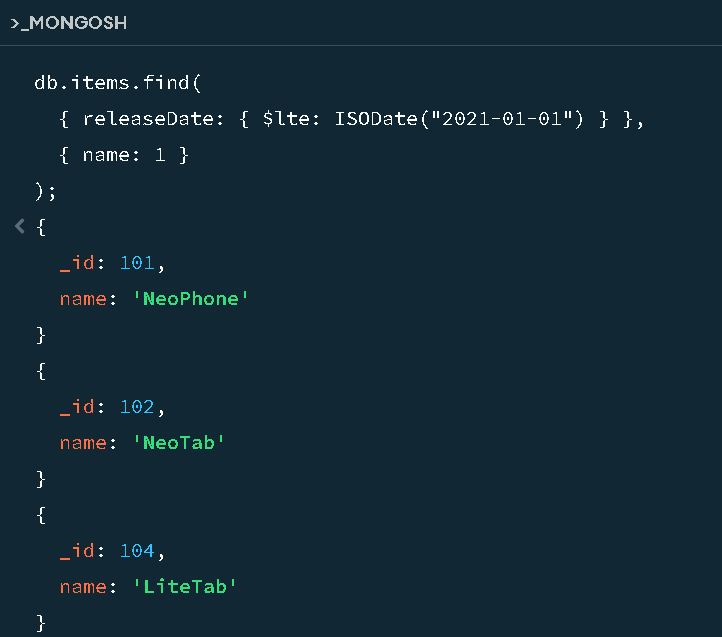 >_MONGOSH
db.items.find(
{ releaseDate: { $lte: ISODate("2021-01-01") } },
{ name: 1 }
);
{
_id: 101,
name: 'NeoPhone'
}
{
_id: 102,
name: 'NeoTab'
}
{
_id: 104,
name: 'LiteTab'
}